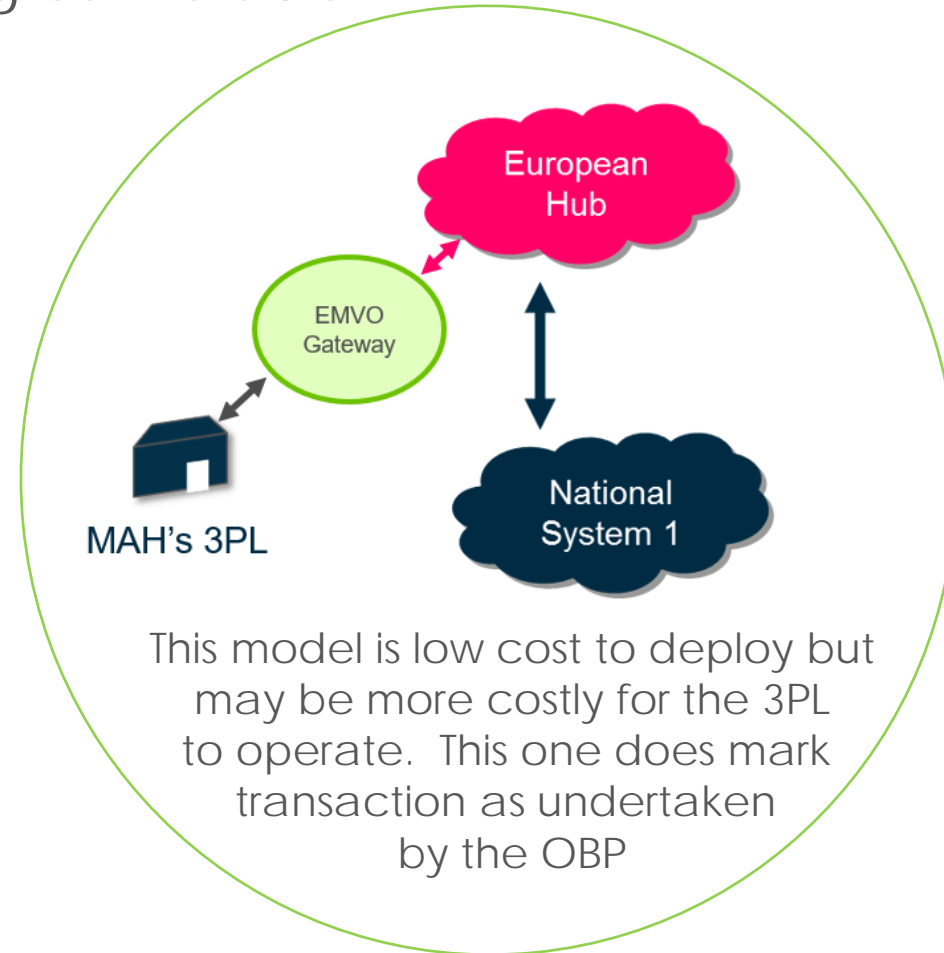 European
Hub
EMVO
Gateway
MAH's 3PL
National
System 1
This model is low cost to deploy but
may be more costly for the 3PL
to operate.  This one does mark
transaction as undertaken
by the OBP